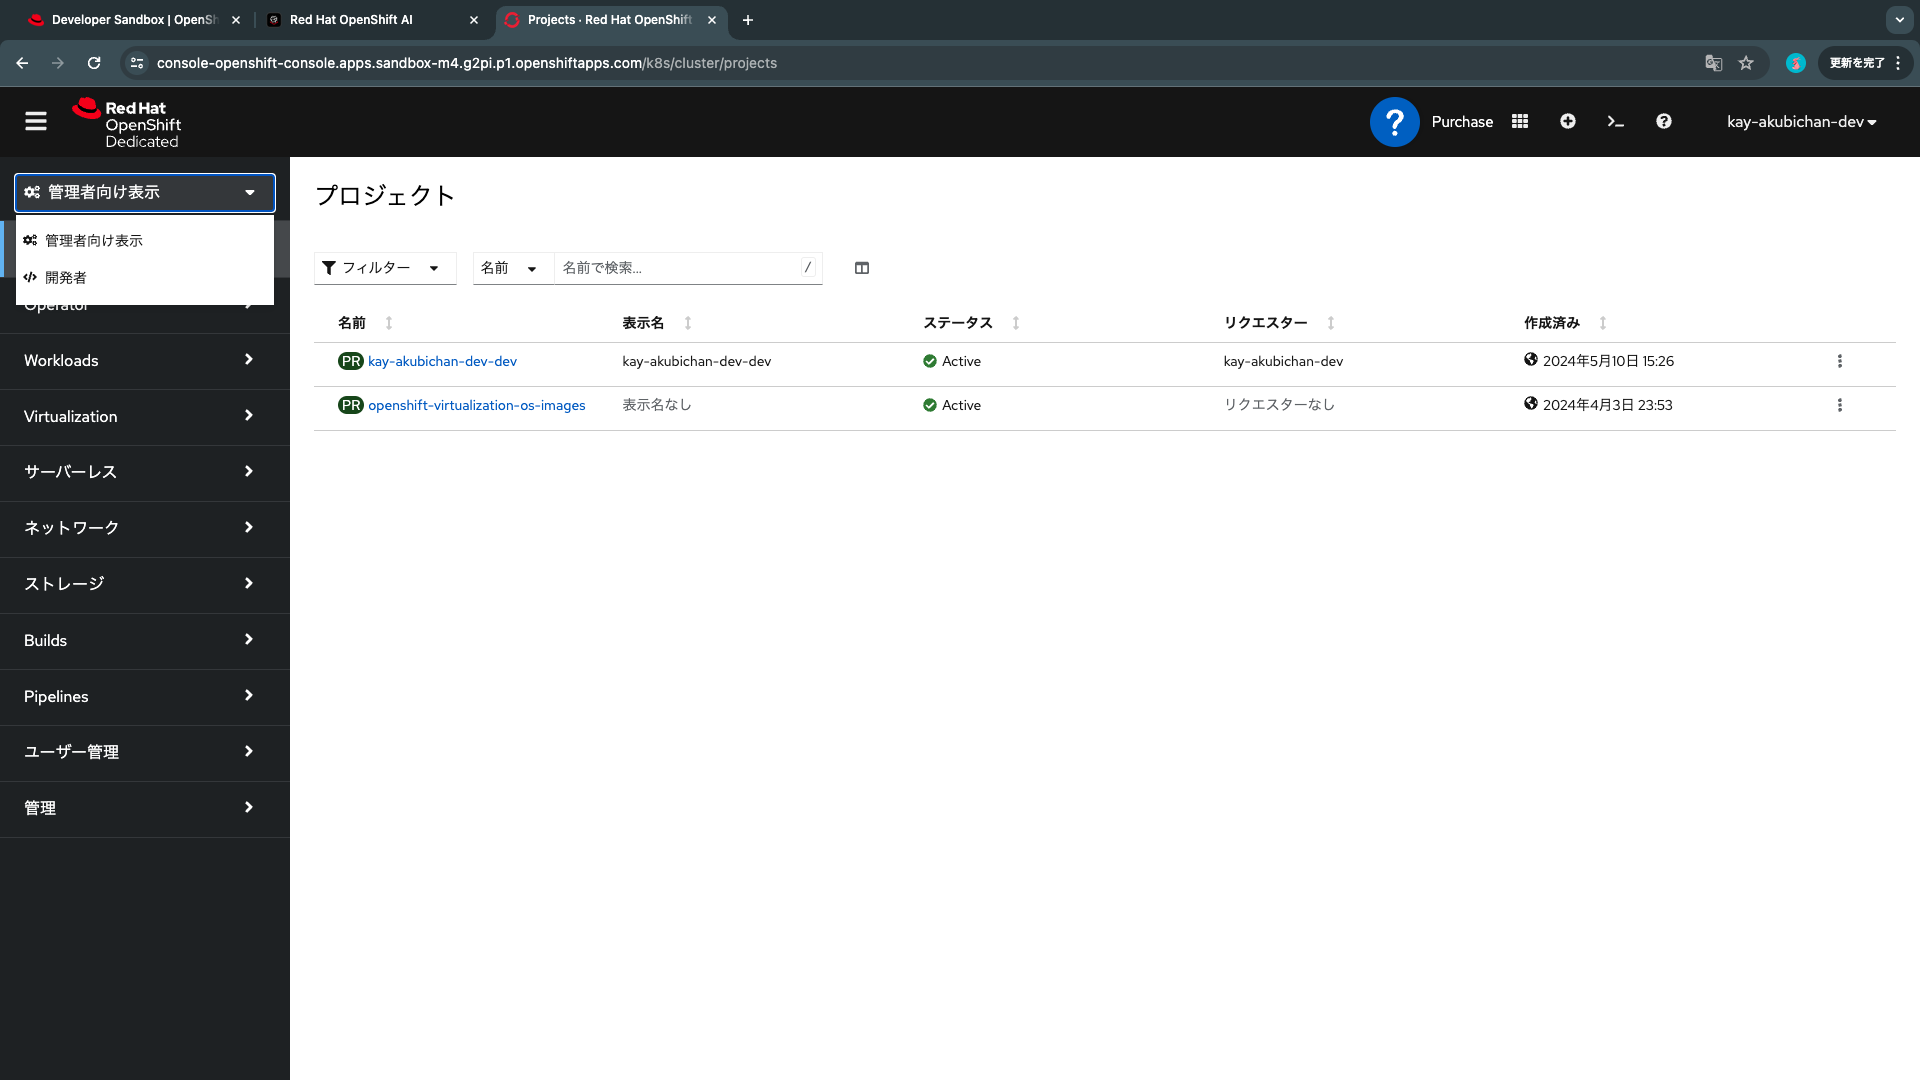 Developer Sandbox | OpenSh
Red Hat OpenShift AI
Projects · Red Hat OpenShift
console-openshift-console.apps.sandbox-m4.g2pi.p1.openshiftapps.com/k8s/cluster/projects
更新を完了
Red Hat
OpenShift
Dedicated
Purchase
kay-akubichan-dev
管理者向け表示
管理者向け表示
開発者
Operator
Workloads
Virtualization
サーバーレス
ネットワーク
ストレージ
Builds
Pipelines
ユーザー管理
管理
プロジェクト
フィルター 名前 名前で検索... /
名前 表示名 ステータス リクエスター 作成済み
PR kay-akubichan-dev-dev kay-akubichan-dev-dev Active kay-akubichan-dev 2024年5月10日 15:26
PR openshift-virtualization-os-images 表示名なし Active リクエスターなし 2024年4月3日 23:53